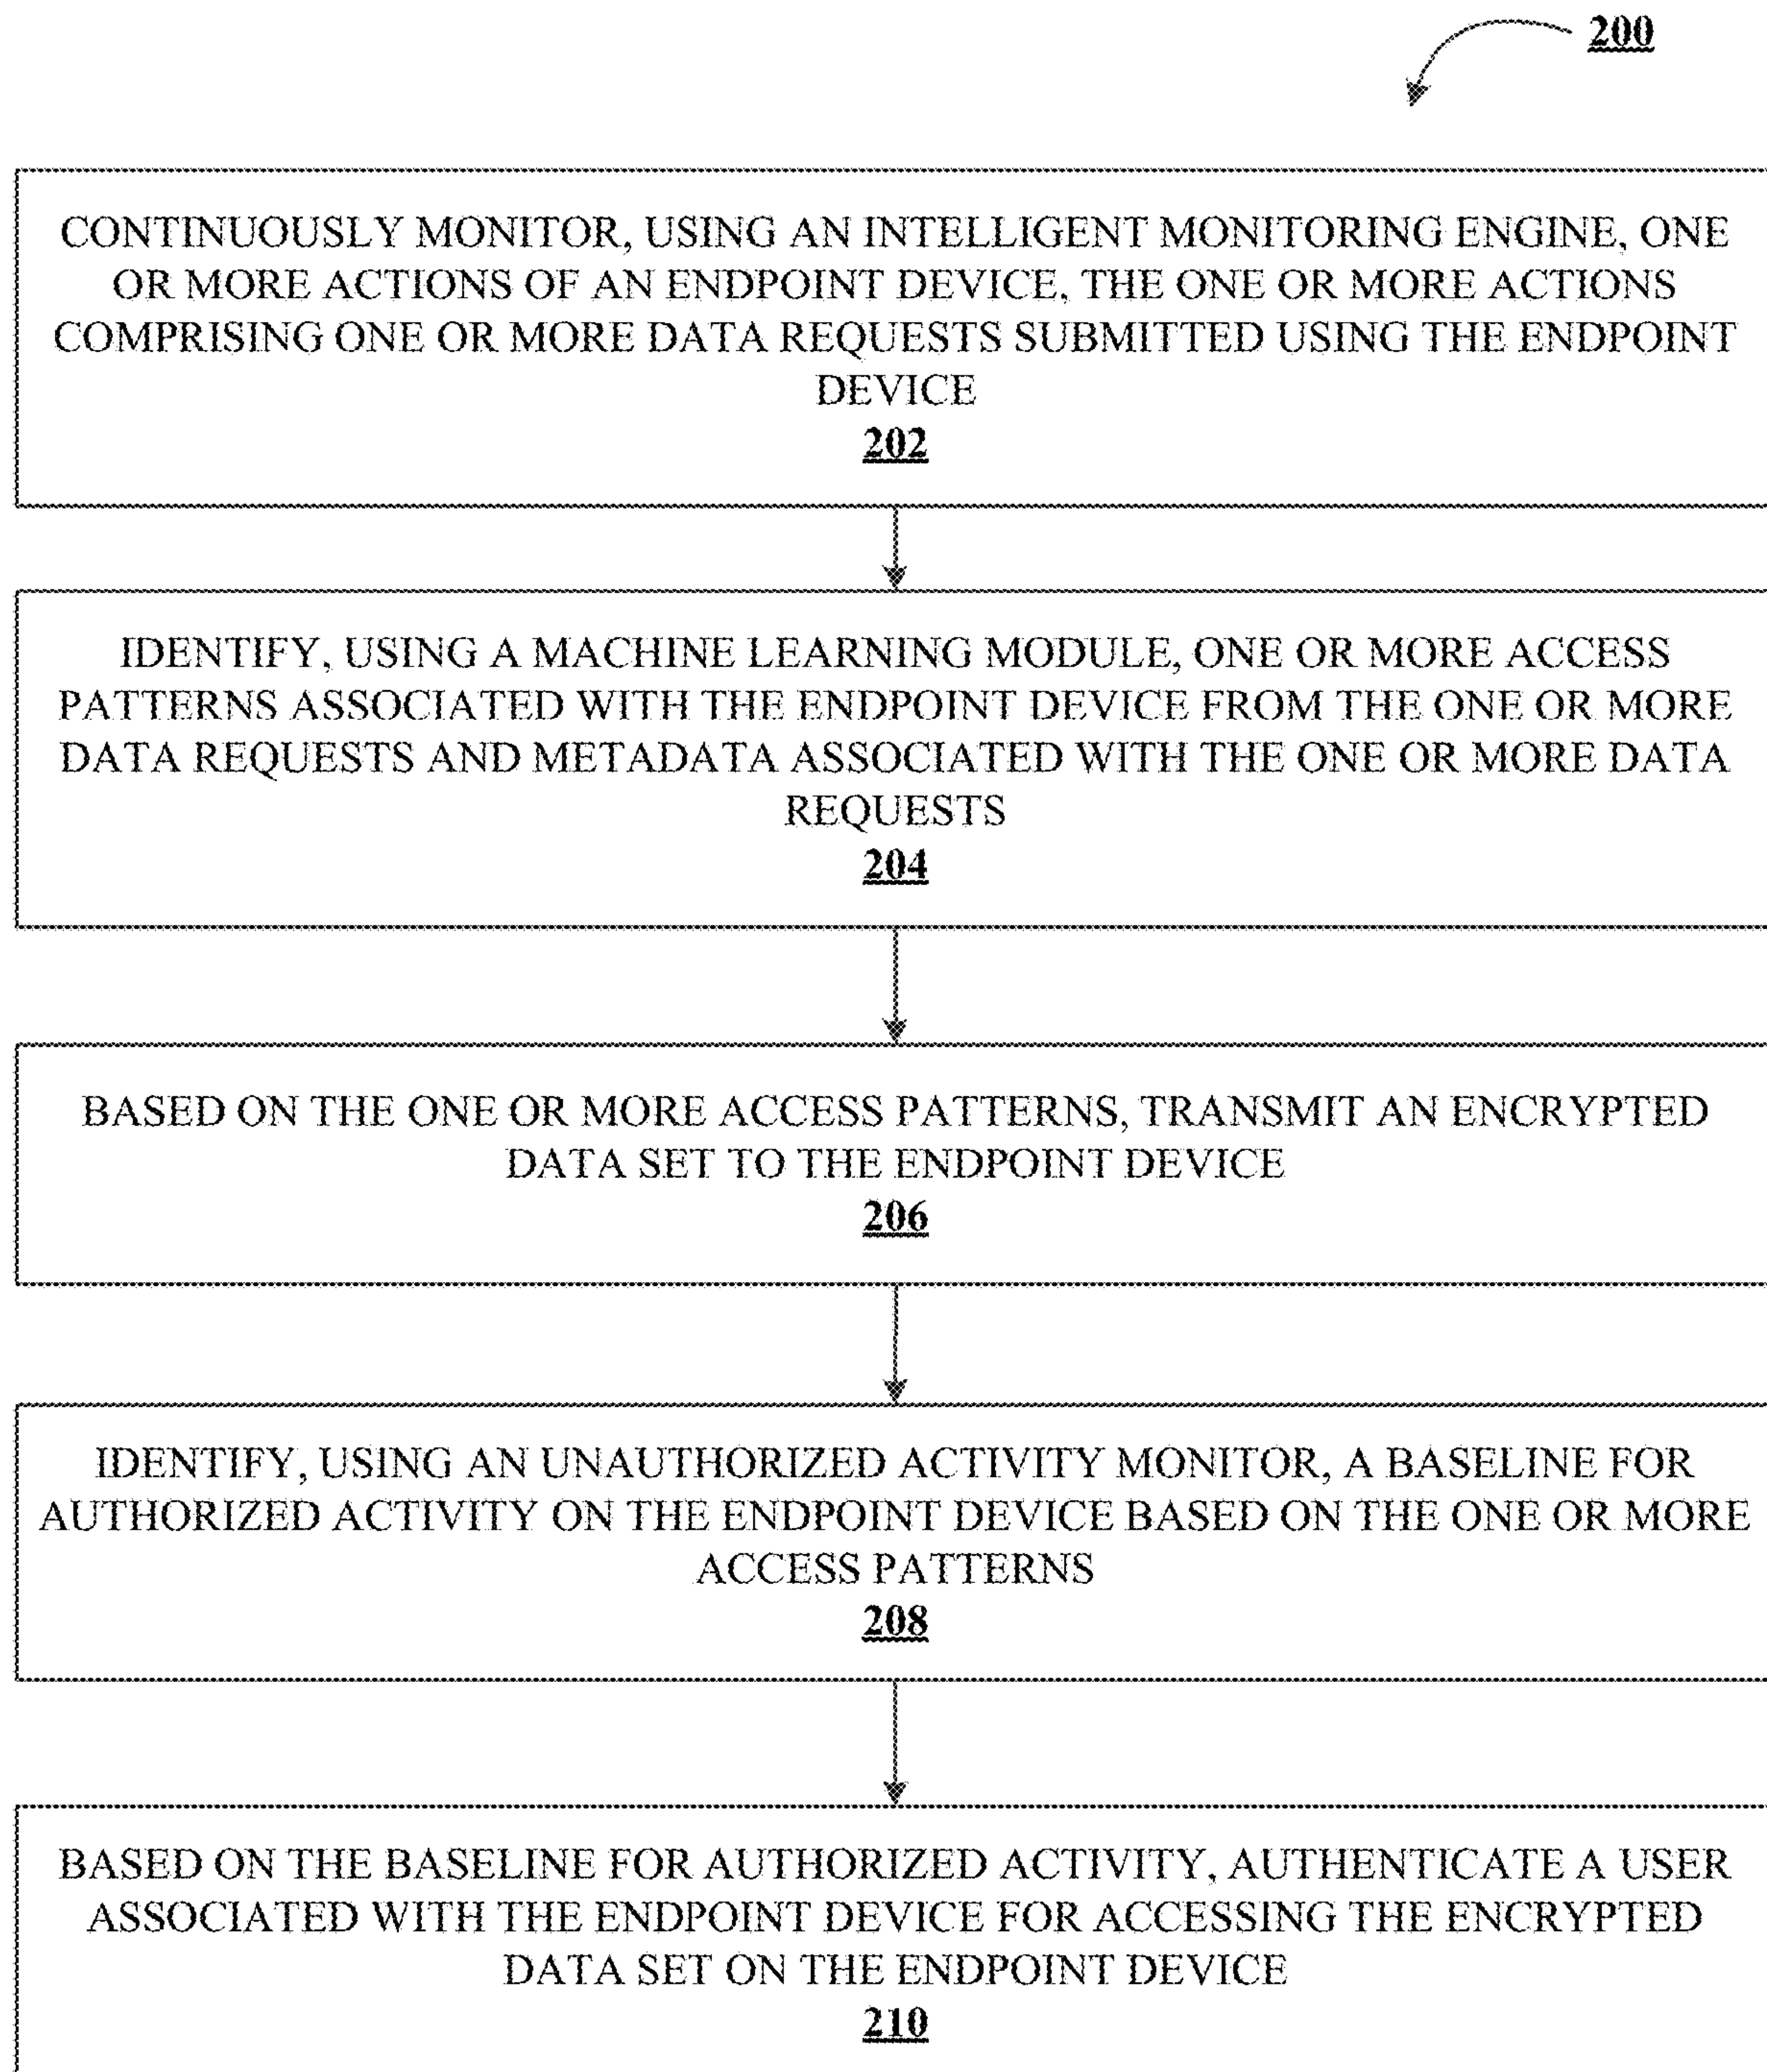 200
CONTINUOUSLY MONITOR, USING AN INTELLIGENT MONITORING ENGINE, ONE
OR MORE ACTIONS OF AN ENDPOINT DEVICE, THE ONE OR MORE ACTIONS
COMPRISING ONE OR MORE DATA REQUESTS SUBMITTED USING THE ENDPOINT
DEVICE
202
IDENTIFY, USING A MACHINE LEARNING MODULE, ONE OR MORE ACCESS
PATTERNS ASSOCIATED WITH THE ENDPOINT DEVICE FROM THE ONE OR MORE
DATA REQUESTS AND METADATA ASSOCIATED WITH THE ONE OR MORE DATA
REQUESTS
204
BASED ON THE ONE OR MORE ACCESS PATTERNS, TRANSMIT AN ENCRYPTED
DATA SET TO THE ENDPOINT DEVICE
206
IDENTIFY, USING AN UNAUTHORIZED ACTIVITY MONITOR, A BASELINE FOR
AUTHORIZED ACTIVITY ON THE ENDPOINT DEVICE BASED ON THE ONE OR MORE
ACCESS PATTERNS
208
BASED ON THE BASELINE FOR AUTHORIZED ACTIVITY, AUTHENTICATE A USER
ASSOCIATED WITH THE ENDPOINT DEVICE FOR ACCESSING THE ENCRYPTED
DATA SET ON THE ENDPOINT DEVICE
210